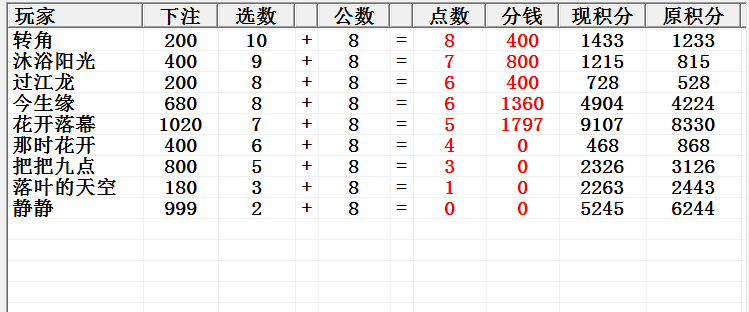 玩家 下注 选数 公数 点数 分钱 现积分 原积分
转角 200 10 + 8 = 8 400 1433 1233
沐浴阳光 400 9 + 8 = 7 800 1215 815
过江龙 200 8 + 8 = 6 400 728 528
今生缘 680 8 + 8 = 6 1360 4904 4224
花开落幕 1020 7 + 8 = 5 1797 9107 8330
那时花开 400 6 + 8 = 4 0 468 868
把把九点 800 5 + 8 = 3 0 2326 3126
落叶的天空 180 3 + 8 = 1 0 2263 2443
静静 999 2 + 8 = 0 0 5245 6244